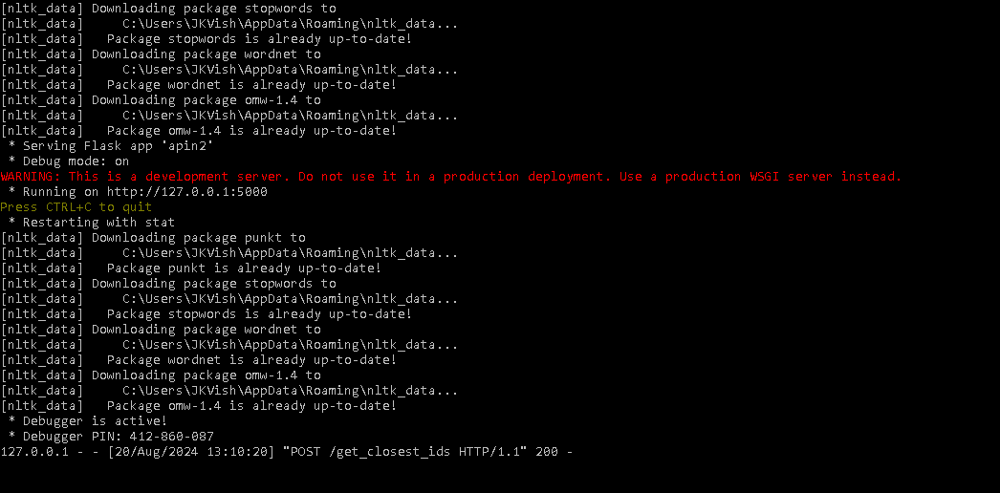 [nltk_data] Downloading package stopwords to
[nltk_data]     C:\Users\JKVish\AppData\Roaming\nltk_data...
[nltk_data]   Package stopwords is already up-to-date!
[nltk_data] Downloading package wordnet to
[nltk_data]     C:\Users\JKVish\AppData\Roaming\nltk_data...
[nltk_data]   Package wordnet is already up-to-date!
[nltk_data] Downloading package omw-1.4 to
[nltk_data]     C:\Users\JKVish\AppData\Roaming\nltk_data...
[nltk_data]   Package omw-1.4 is already up-to-date!
 * Serving Flask app 'apin2'
 * Debug mode: on
WARNING: This is a development server. Do not use it in a production deployment. Use a production WSGI server instead.
 * Running on http://127.0.0.1:5000
Press CTRL+C to quit
 * Restarting with stat
[nltk_data] Downloading package punkt to
[nltk_data]     C:\Users\JKVish\AppData\Roaming\nltk_data...
[nltk_data]   Package punkt is already up-to-date!
[nltk_data] Downloading package stopwords to
[nltk_data]     C:\Users\JKVish\AppData\Roaming\nltk_data...
[nltk_data]   Package stopwords is already up-to-date!
[nltk_data] Downloading package wordnet to
[nltk_data]     C:\Users\JKVish\AppData\Roaming\nltk_data...
[nltk_data]   Package wordnet is already up-to-date!
[nltk_data] Downloading package omw-1.4 to
[nltk_data]     C:\Users\JKVish\AppData\Roaming\nltk_data...
[nltk_data]   Package omw-1.4 is already up-to-date!
 * Debugger is active!
 * Debugger PIN: 412-860-087
127.0.0.1 - - [20/Aug/2024 13:10:20] "POST /get_closest_ids HTTP/1.1" 200 -